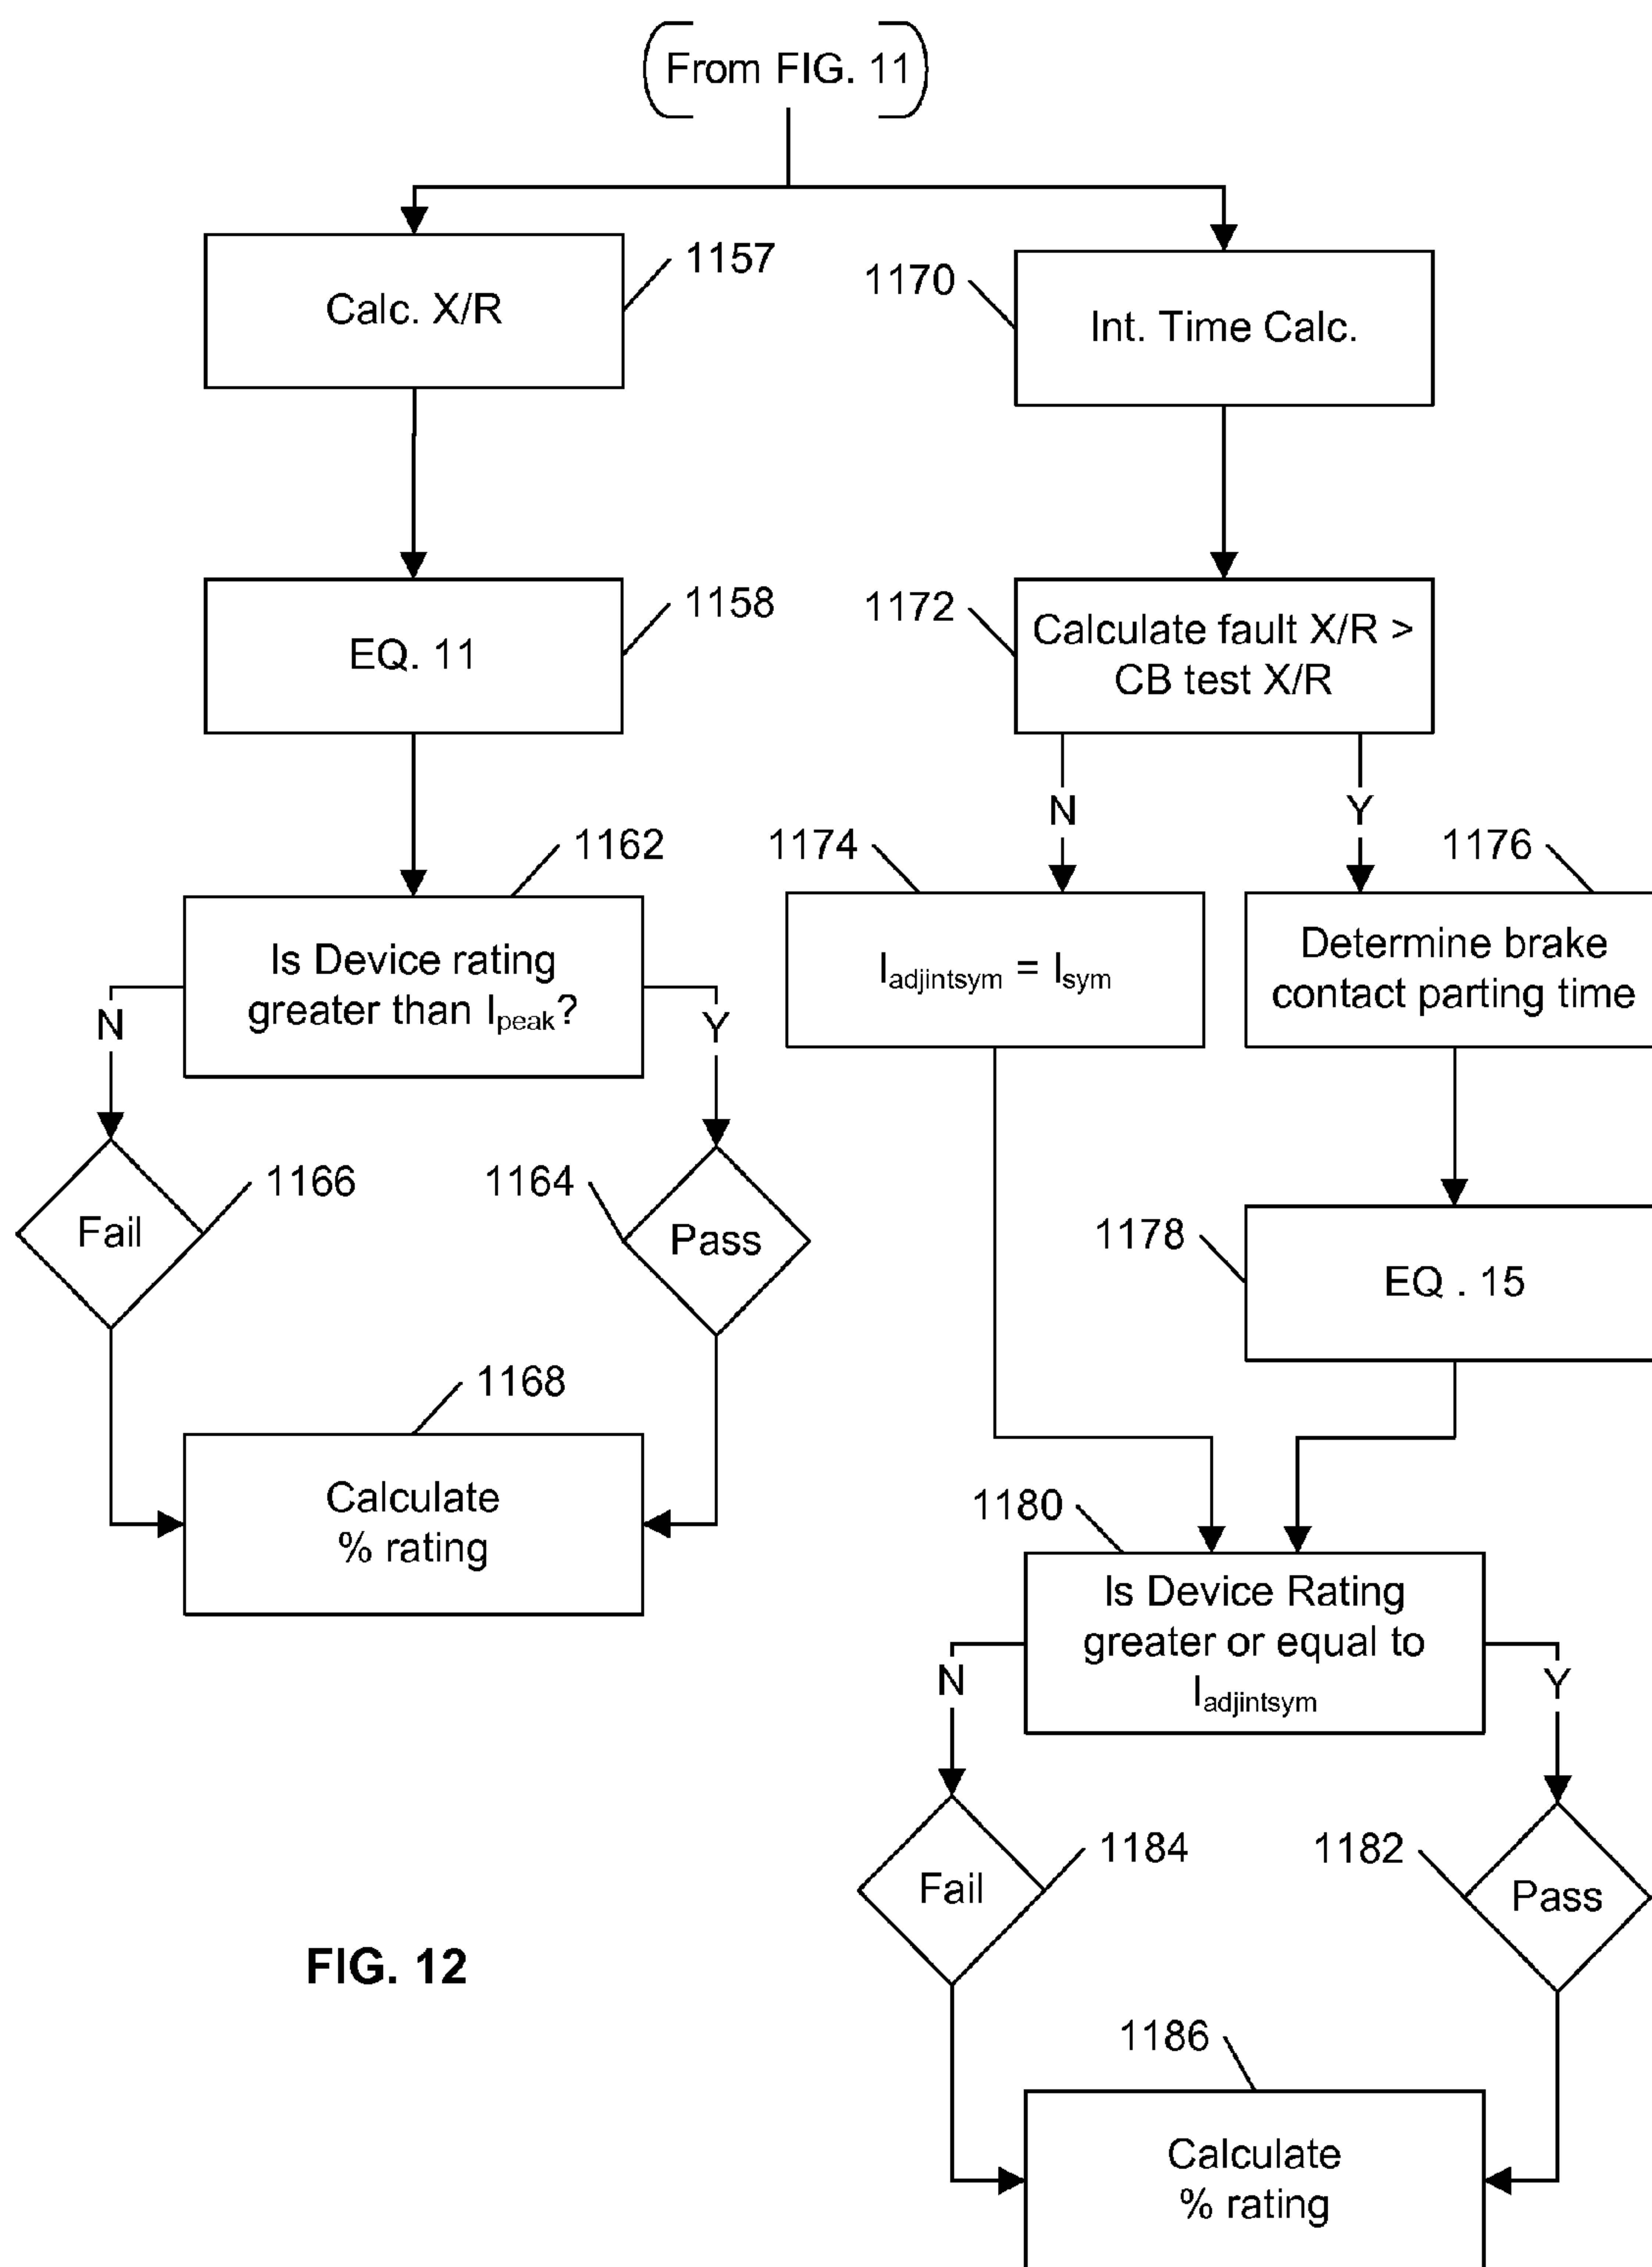 From FIG. 11
1157
Calc. X/R
1170
Int. Time Calc.
1158
EQ. 11
1172
Calculate fault X/R >
CB test X/R
N
Y
1162
Is Device rating
greater than Ipeak?
N
Y
1174
Iadjintsym = Isym
1176
Determine brake
contact parting time
1166
Fail
1164
Pass
1178
EQ . 15
1168
Calculate
% rating
1180
Is Device Rating
greater or equal to
Iadjintsym
N
Y
1184
Fail
1182
Pass
FIG. 12
1186
Calculate
% rating